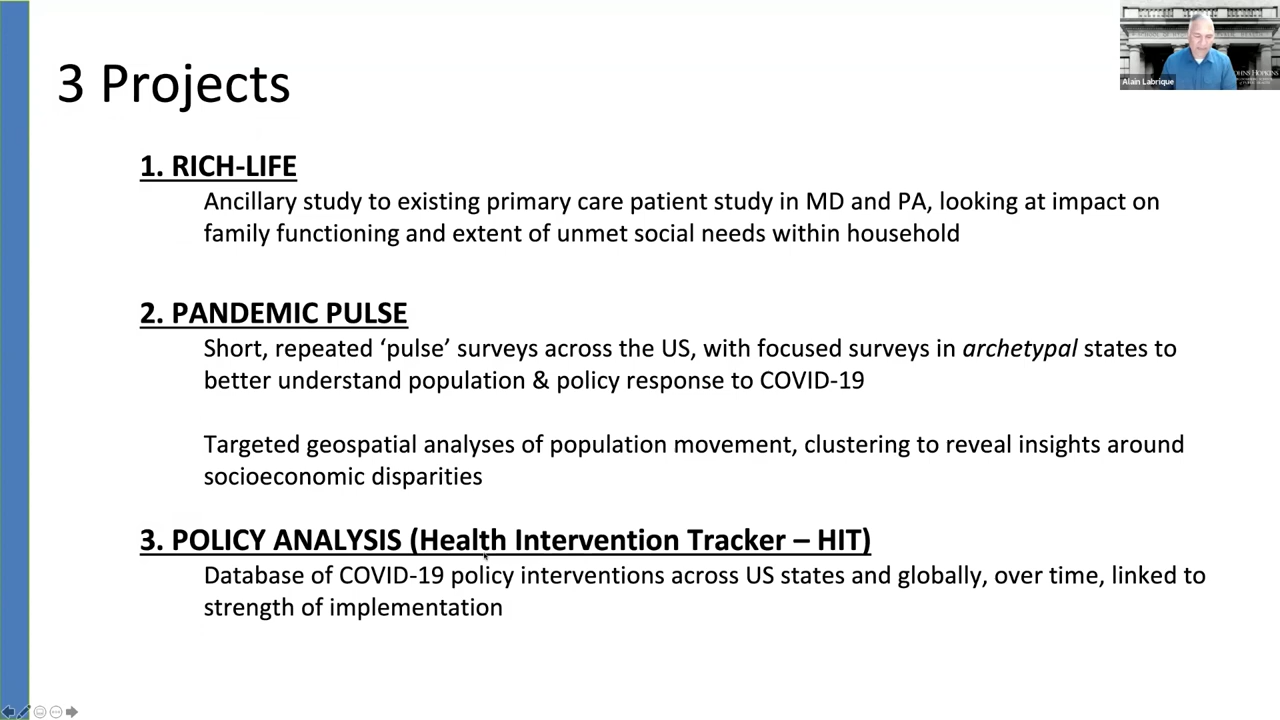 3 Projects
Alain Labrique
JOHNS HOPKINS
1. RICH-LIFE
Ancillary study to existing primary care patient study in MD and PA, looking at impact on
family functioning and extent of unmet social needs within household
2. PANDEMIC PULSE
Short, repeated ‘pulse’ surveys across the US, with focused surveys in archetypal states to
better understand population & policy response to COVID-19
Targeted geospatial analyses of population movement, clustering to reveal insights around
socioeconomic disparities
3. POLICY ANALYSIS (Health Intervention Tracker – HIT)
Database of COVID-19 policy interventions across US states and globally, over time, linked to
strength of implementation